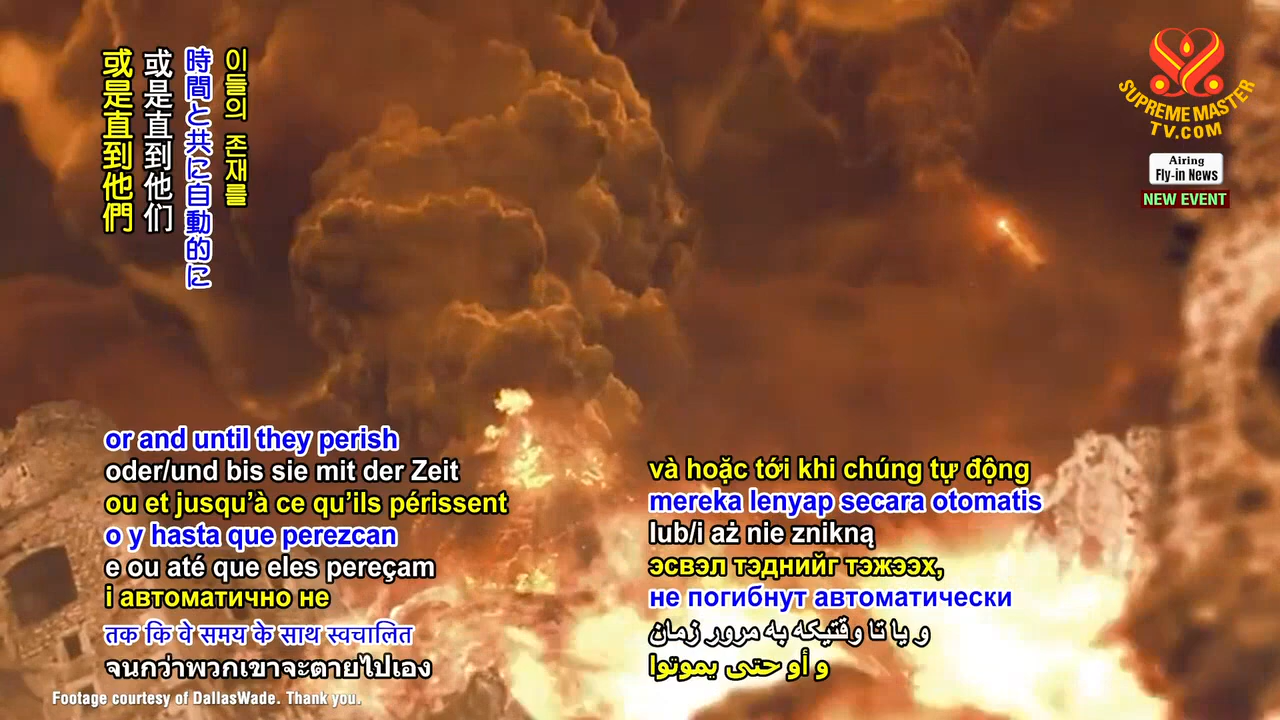 이들의 존재를
時間と共に自動的に
或是直到他们
或是直到他們
SUPREME MASTER
TV.COM
Airing
Fly-in News
NEW EVENT
or and until they perish
oder/und bis sie mit der Zeit
ou et jusqu’à ce qu’ils périssent
o y hasta que perezcan
e ou até que eles pereçam
і автоматично не
तक कि वे समय के साथ स्वचालित
จนกว่าพวกเขาจะตายไปเอง
và hoặc tới khi chúng tự động
mereka lenyap secara otomatis
lub/i aż nie znikną
эсвэл тэднийг тэжээх,
не погибнут автоматически
و یا تا وقتیکه به مرور زمان
و أو حتى يموتوا
Footage courtesy of DallasWade. Thank you.